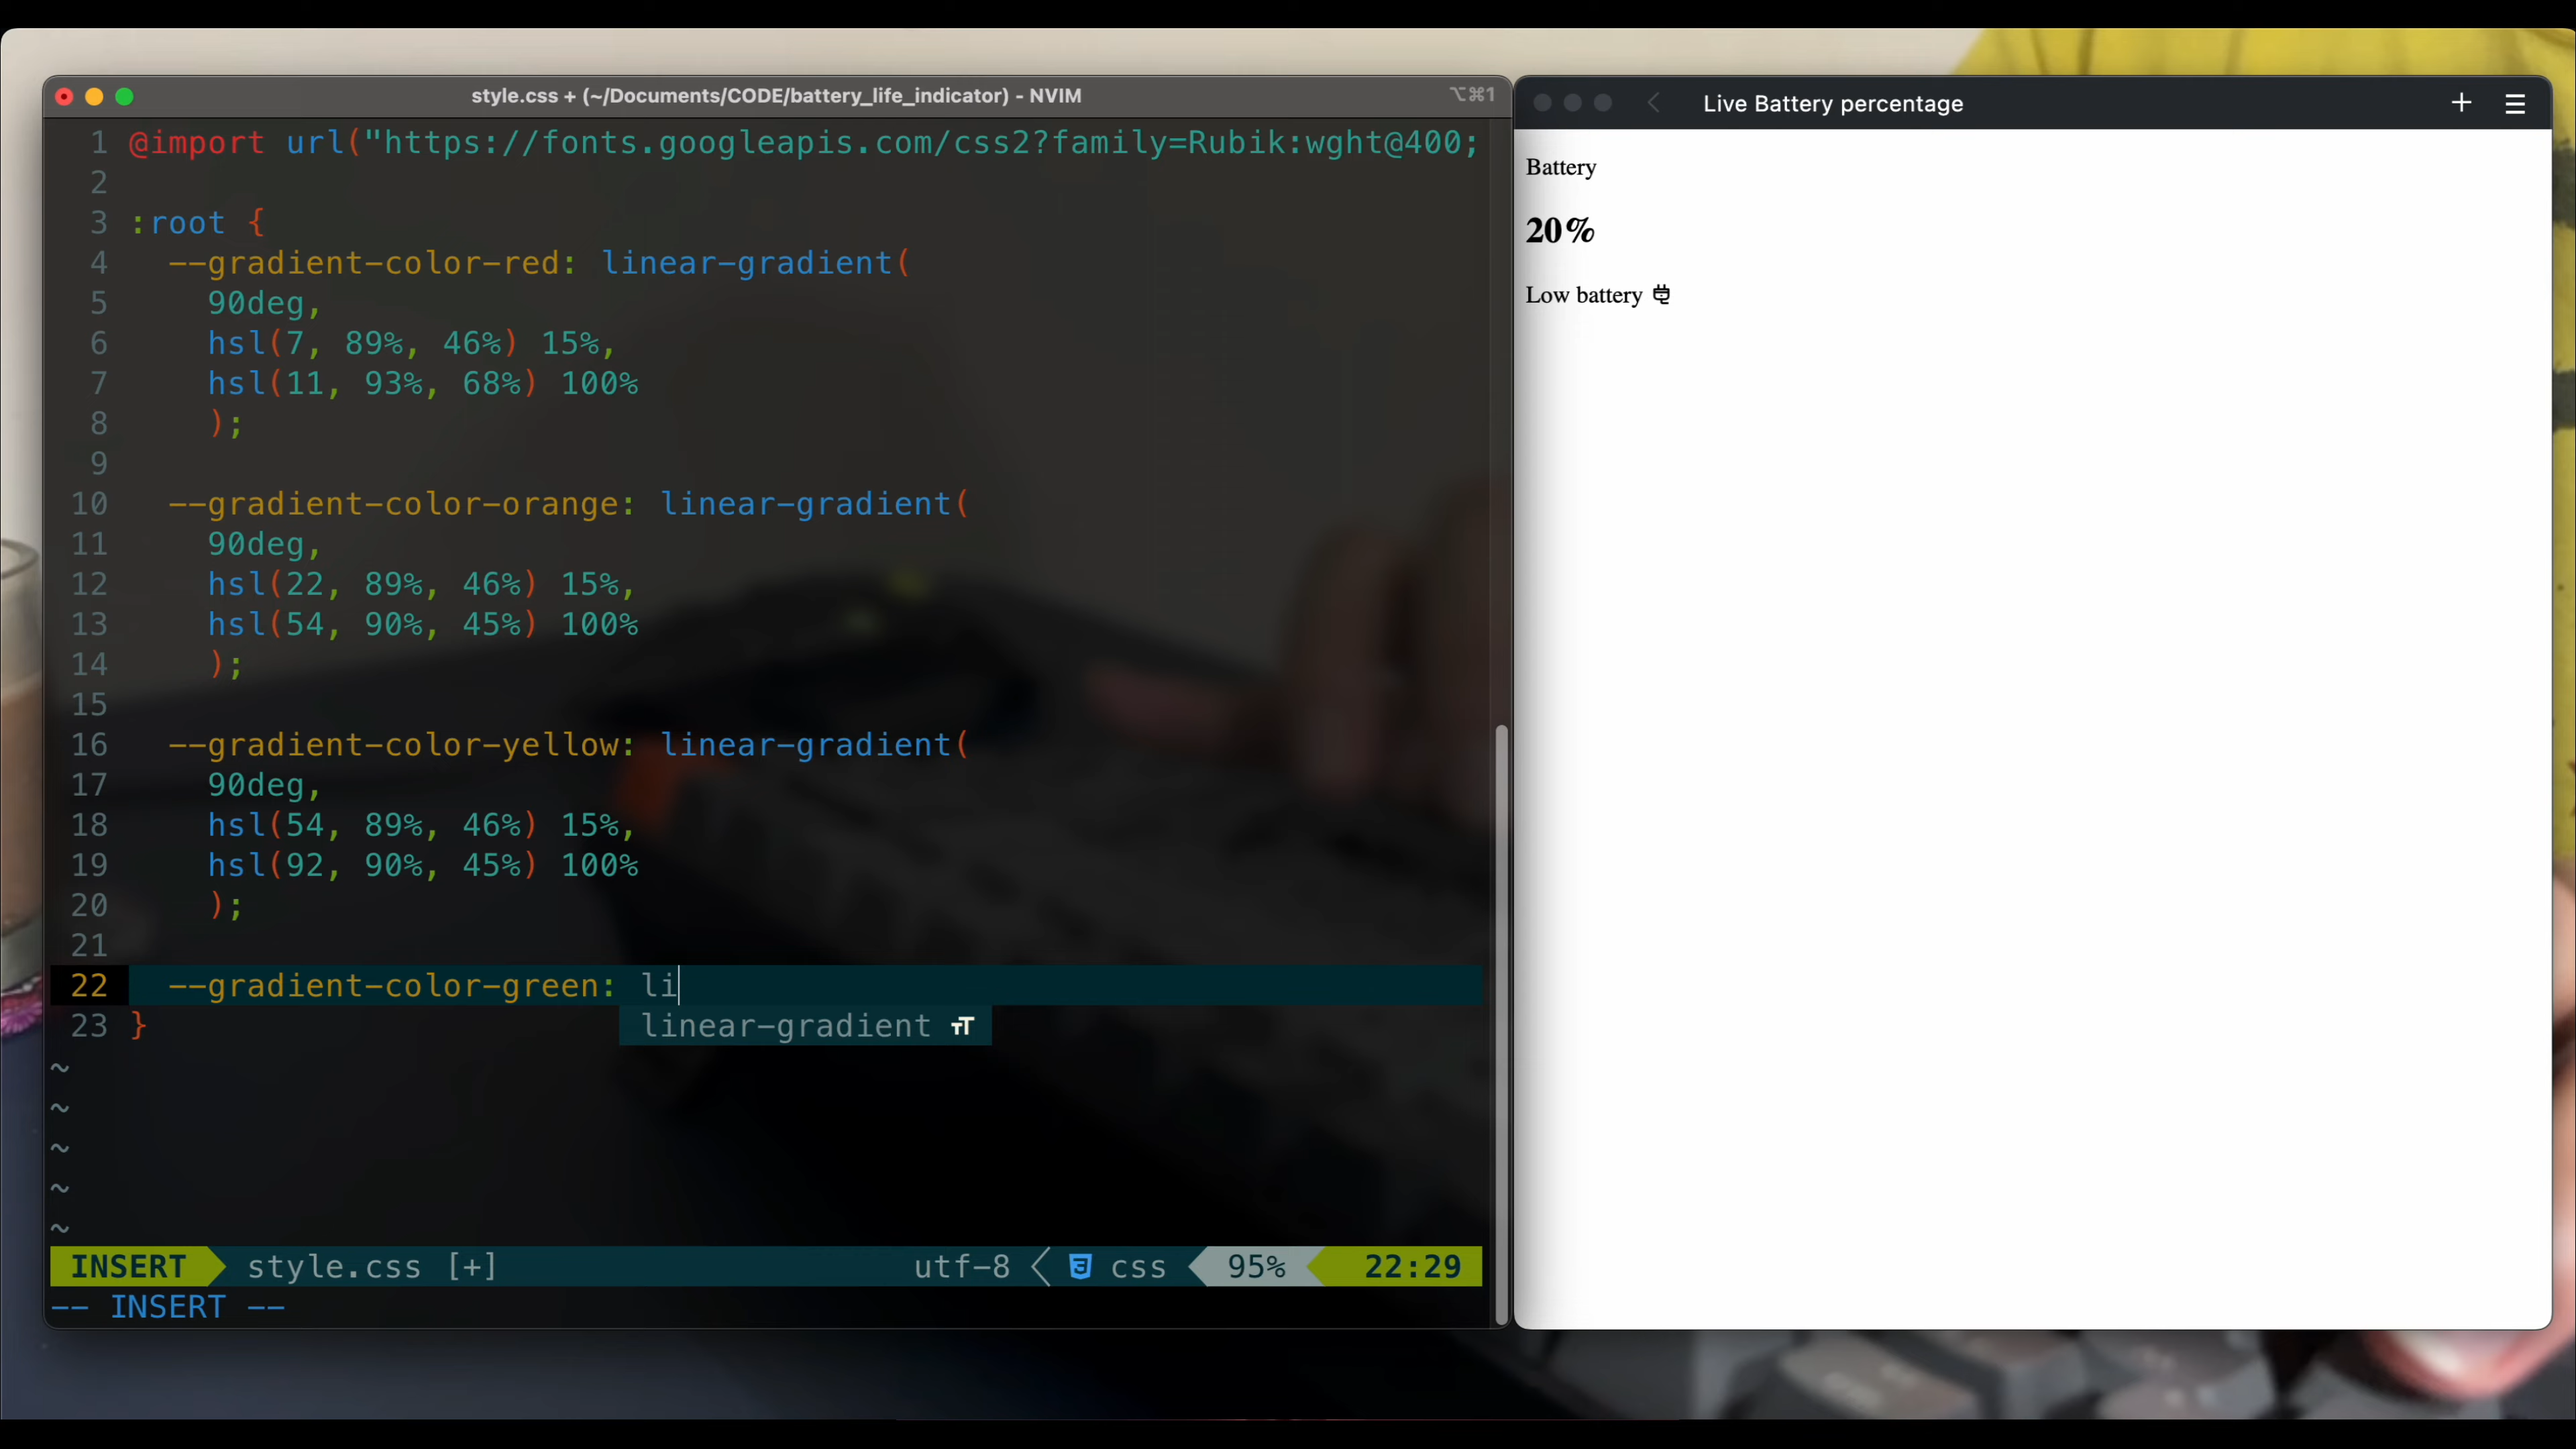 style.css + (~/Documents/CODE/battery_life_indicator) - NVIM
⌥⌘1
1 @import url("https://fonts.googleapis.com/css2?family=Rubik:wght@400;
2
3 :root {
4   --gradient-color-red: linear-gradient(
5     90deg,
6     hsl(7, 89%, 46%) 15%,
7     hsl(11, 93%, 68%) 100%
8     );
9
10   --gradient-color-orange: linear-gradient(
11     90deg,
12     hsl(22, 89%, 46%) 15%,
13     hsl(54, 90%, 45%) 100%
14     );
15
16   --gradient-color-yellow: linear-gradient(
17     90deg,
18     hsl(54, 89%, 46%) 15%,
19     hsl(92, 90%, 45%) 100%
20     );
21
22   --gradient-color-green: li
linear-gradient
23 }
~
~
~
~
~
INSERT style.css [+] utf-8 css 95% 22:29
-- INSERT --
Live Battery percentage
Battery
20%
Low battery